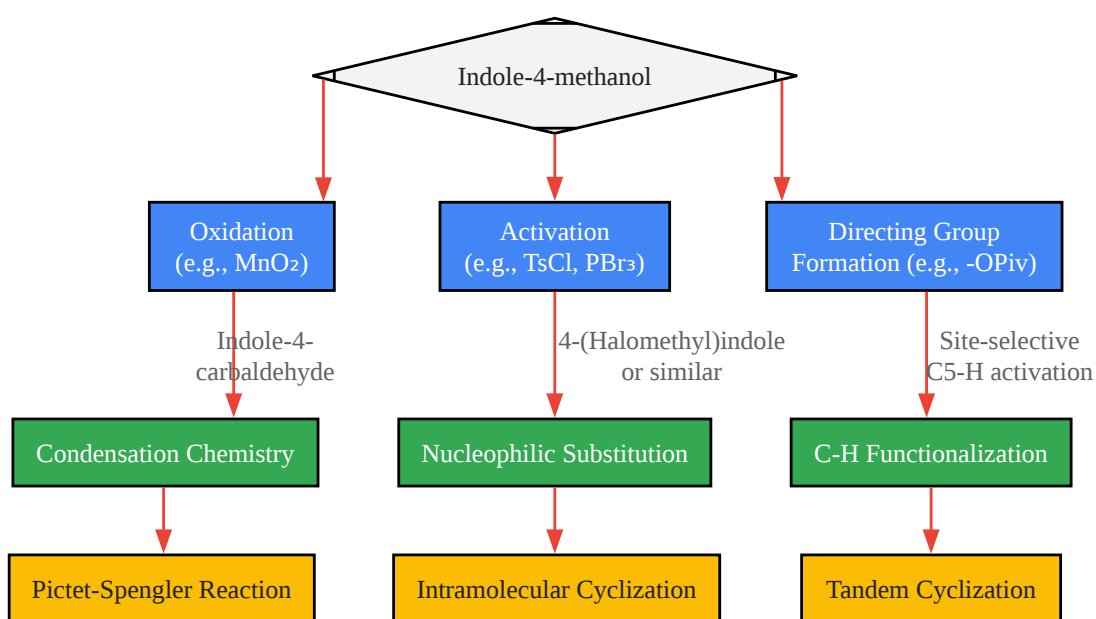 Indole-4-methanol
Oxidation
(e.g., MnO₂)
Activation
(e.g., TsCl, PBr₃)
Directing Group
Formation (e.g., -OPiv)
Indole-4-
carbaldehyde
4-(Halomethyl)indole
or similar
Site-selective
C5-H activation
Condensation Chemistry
Nucleophilic Substitution
C-H Functionalization
Pictet-Spengler Reaction
Intramolecular Cyclization
Tandem Cyclization